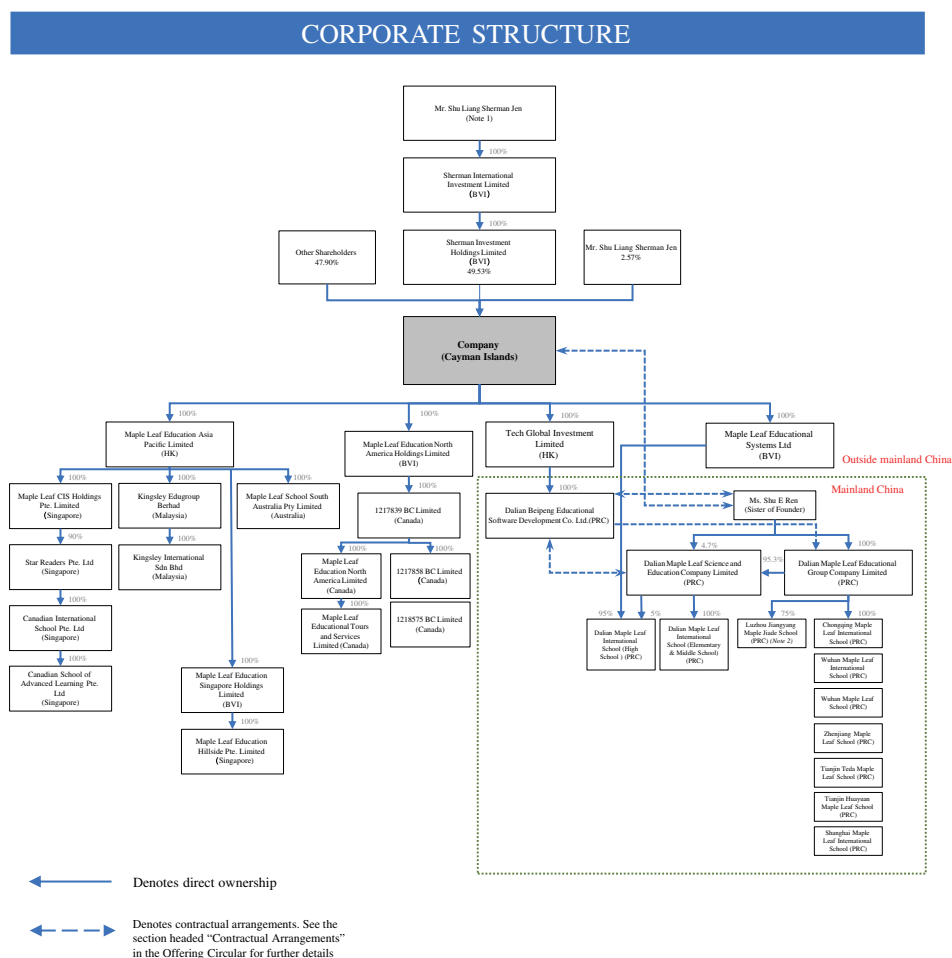 CORPORATE STRUCTURE
Mr. Shu Liang Sherman Jen
(Note 1)
100%
Sherman International
Investment Limited
(BVI)
100%
Other Shareholders
47.90%
Sherman Investment
Holdings Limited
(BVI)
49.53%
Mr. Shu Liang Sherman Jen
2.57%
Company
(Cayman Islands)
100%
100%
100%
100%
Maple Leaf Education Asia
Pacific Limited
(HK)
Maple Leaf Education North
America Holdings Limited
(BVI)
Tech Global Investment
Limited
(HK)
Maple Leaf Educational
Systems Ltd
(BVI)
Outside mainland China
Mainland China
100%
100%
100%
100%
100%
Maple Leaf CIS Holdings
Pte. Limited
(Singapore)
Kingsley Edugroup
Berhad
(Malaysia)
Maple Leaf School South
Australia Pty Limited
(Australia)
1217839 BC Limited
(Canada)
Dalian Beipeng Educational
Software Development Co. Ltd.(PRC)
Ms. Shu E Ren
(Sister of Founder)
90%
100%
100%
100%
4.7%
100%
Star Readers Pte. Ltd
(Singapore)
Kingsley International
Sdn Bhd
(Malaysia)
Maple Leaf
Education North
America Limited
(Canada)
1217858 BC Limited
(Canada)
Dalian Maple Leaf Science and
Education Company Limited
(PRC)
95.3%
Dalian Maple Leaf Educational
Group Company Limited
(PRC)
100%
100%
95%
5%
100%
75%
100%
Canadian International
School Pte. Ltd
(Singapore)
Maple Leaf
Educational Tours
and Services
Limited (Canada)
1218575 BC Limited
(Canada)
Dalian Maple Leaf
International
School (High
School ) (PRC)
Dalian Maple Leaf
International
School (Elementary
& Middle School)
(PRC)
Luzhou Jiangyang
Maple Jiade School
(PRC) (Note 2)
Chongqing Maple
Leaf International
School (PRC)
100%
100%
Canadian School of
Advanced Learning Pte.
Ltd
(Singapore)
Maple Leaf Education
Singapore Holdings
Limited
(BVI)
Wuhan Maple Leaf
International
School (PRC)
Wuhan Maple Leaf
School (PRC)
100%
Maple Leaf Education
Hillside Pte. Limited
(Singapore)
Zhenjiang Maple
Leaf School (PRC)
Tianjin Teda Maple
Leaf School (PRC)
Tianjin Huayuan
Maple Leaf School
(PRC)
Shanghai Maple
Leaf International
School (PRC)
Denotes direct ownership
Denotes contractual arrangements. See the
section headed “Contractual Arrangements”
in the Offering Circular for further details